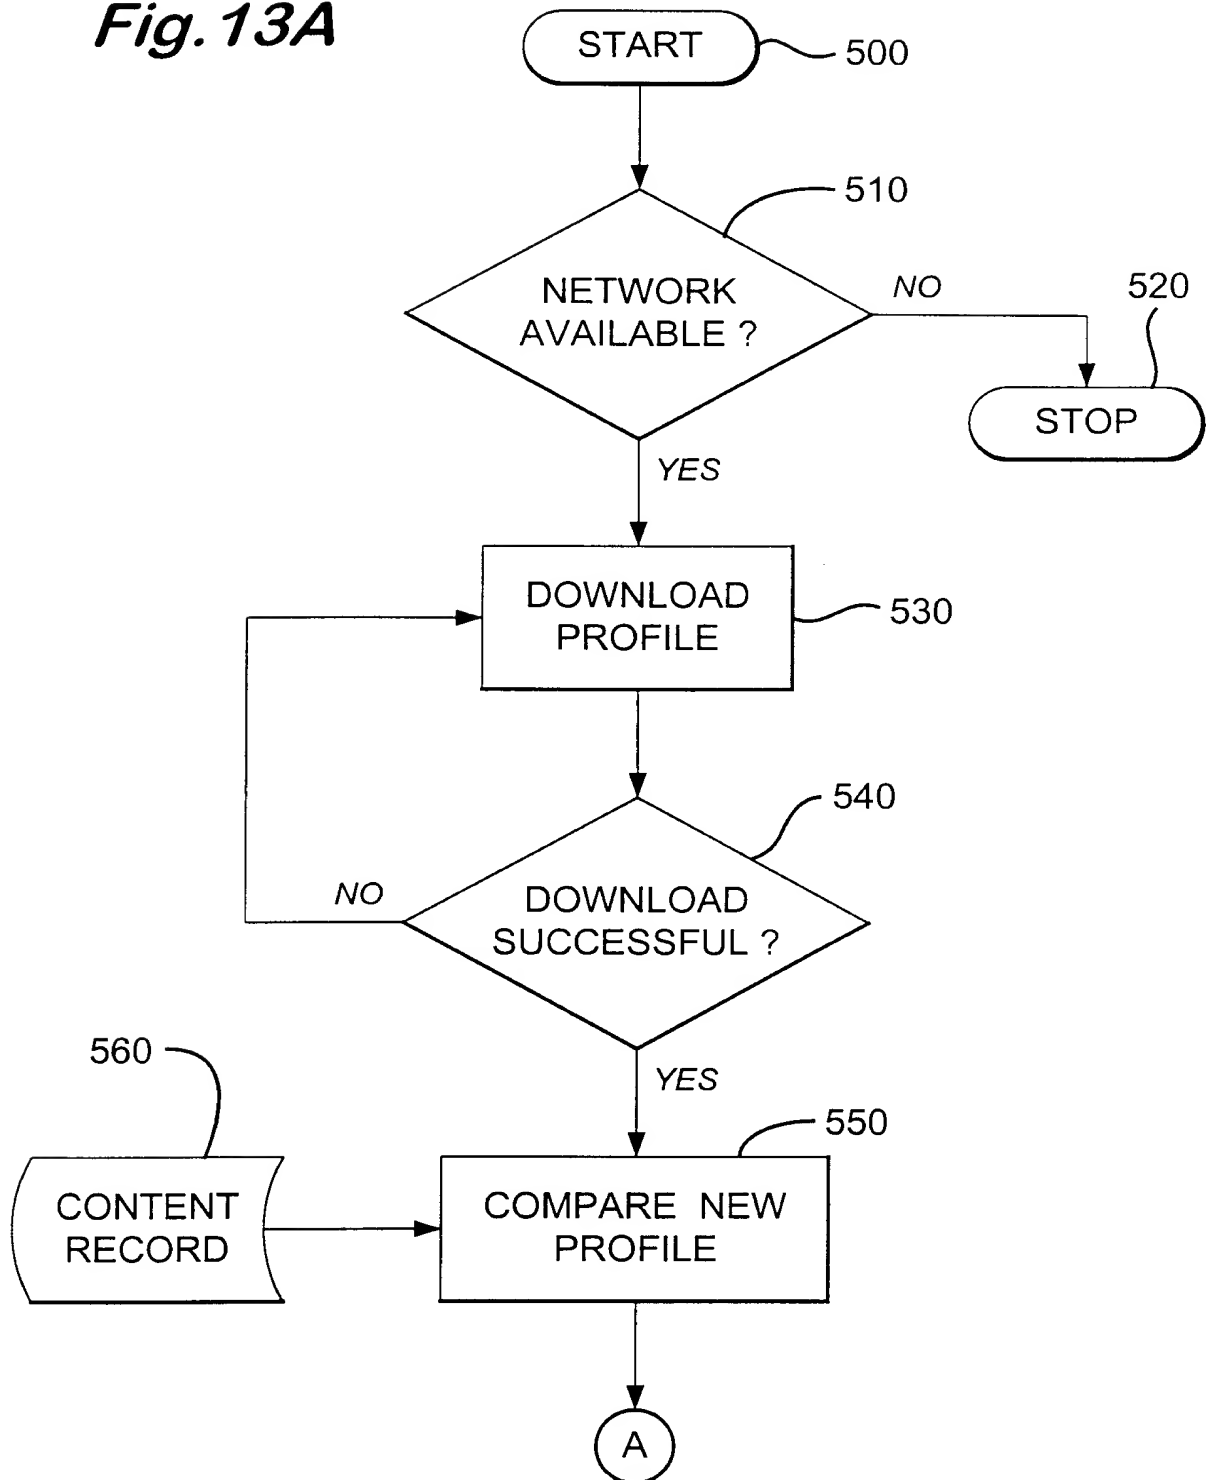 Fig.13A
START
500
510
NETWORK
AVAILABLE ?
NO
520
STOP
YES
DOWNLOAD
PROFILE
530
540
NO
DOWNLOAD
SUCCESSFUL ?
560
YES
550
CONTENT
RECORD
COMPARE NEW
PROFILE
A